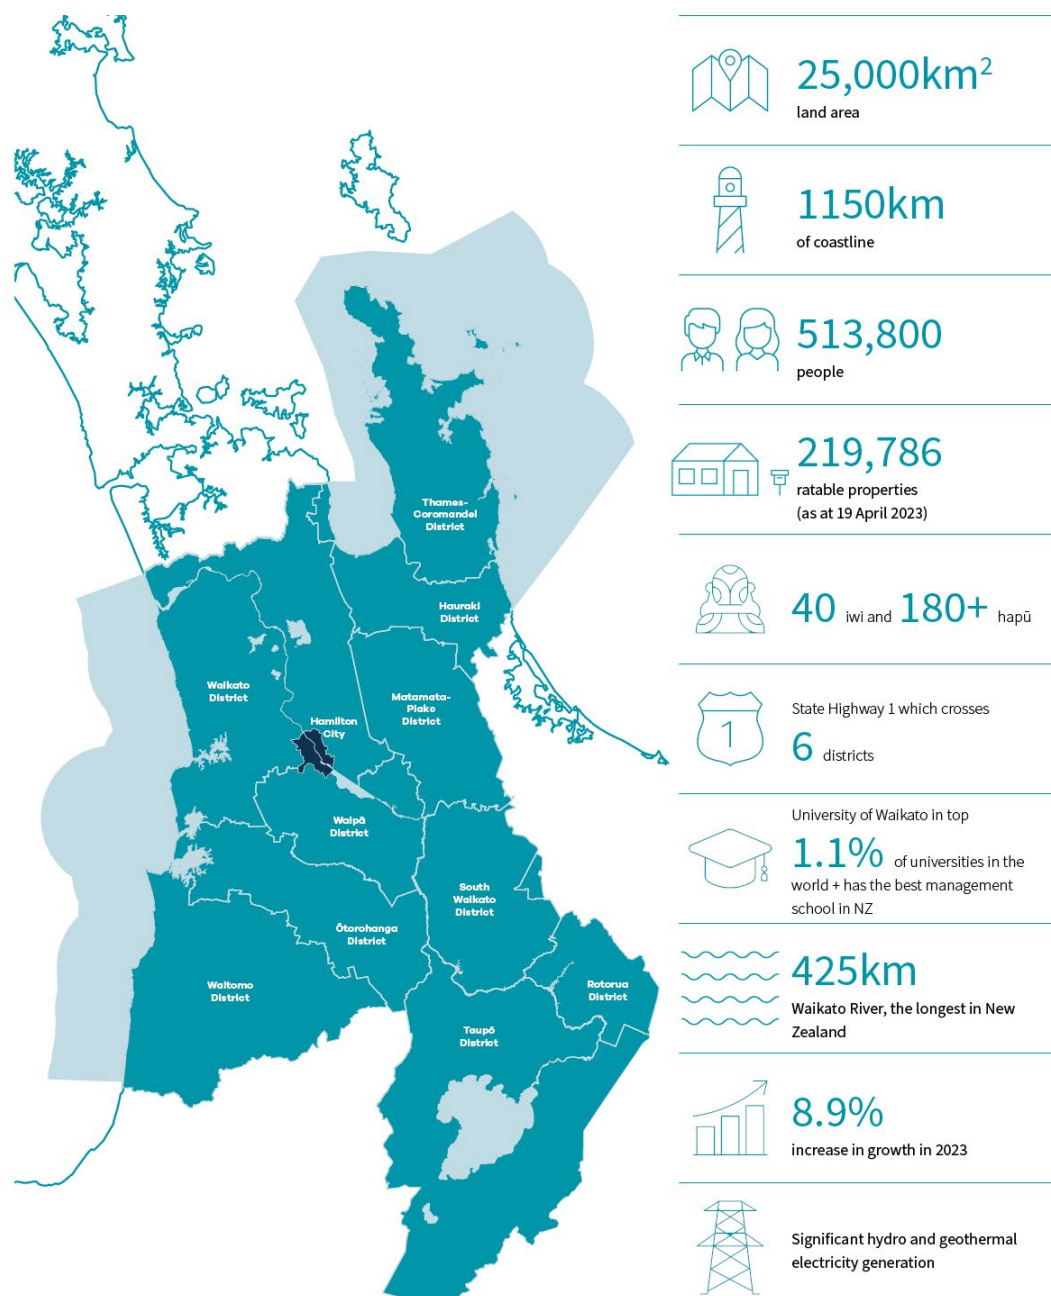 Thames-
Coromandel
District
Hauraki
District
Waikato
District
Matamata-
Piako
District
Hamilton
City
Waipā
District
South
Waikato
District
Ōtorohanga
District
Waitomo
District
Rotorua
District
Taupō
District
25,000km²
land area
1150km
of coastline
513,800
people
219,786
ratable properties
(as at 19 April 2023)
40 iwi and 180+ hapū
1
State Highway 1 which crosses
6 districts
University of Waikato in top
1.1% of universities in the
world + has the best management
school in NZ
425km
Waikato River, the longest in New
Zealand
8.9%
increase in growth in 2023
Significant hydro and geothermal
electricity generation